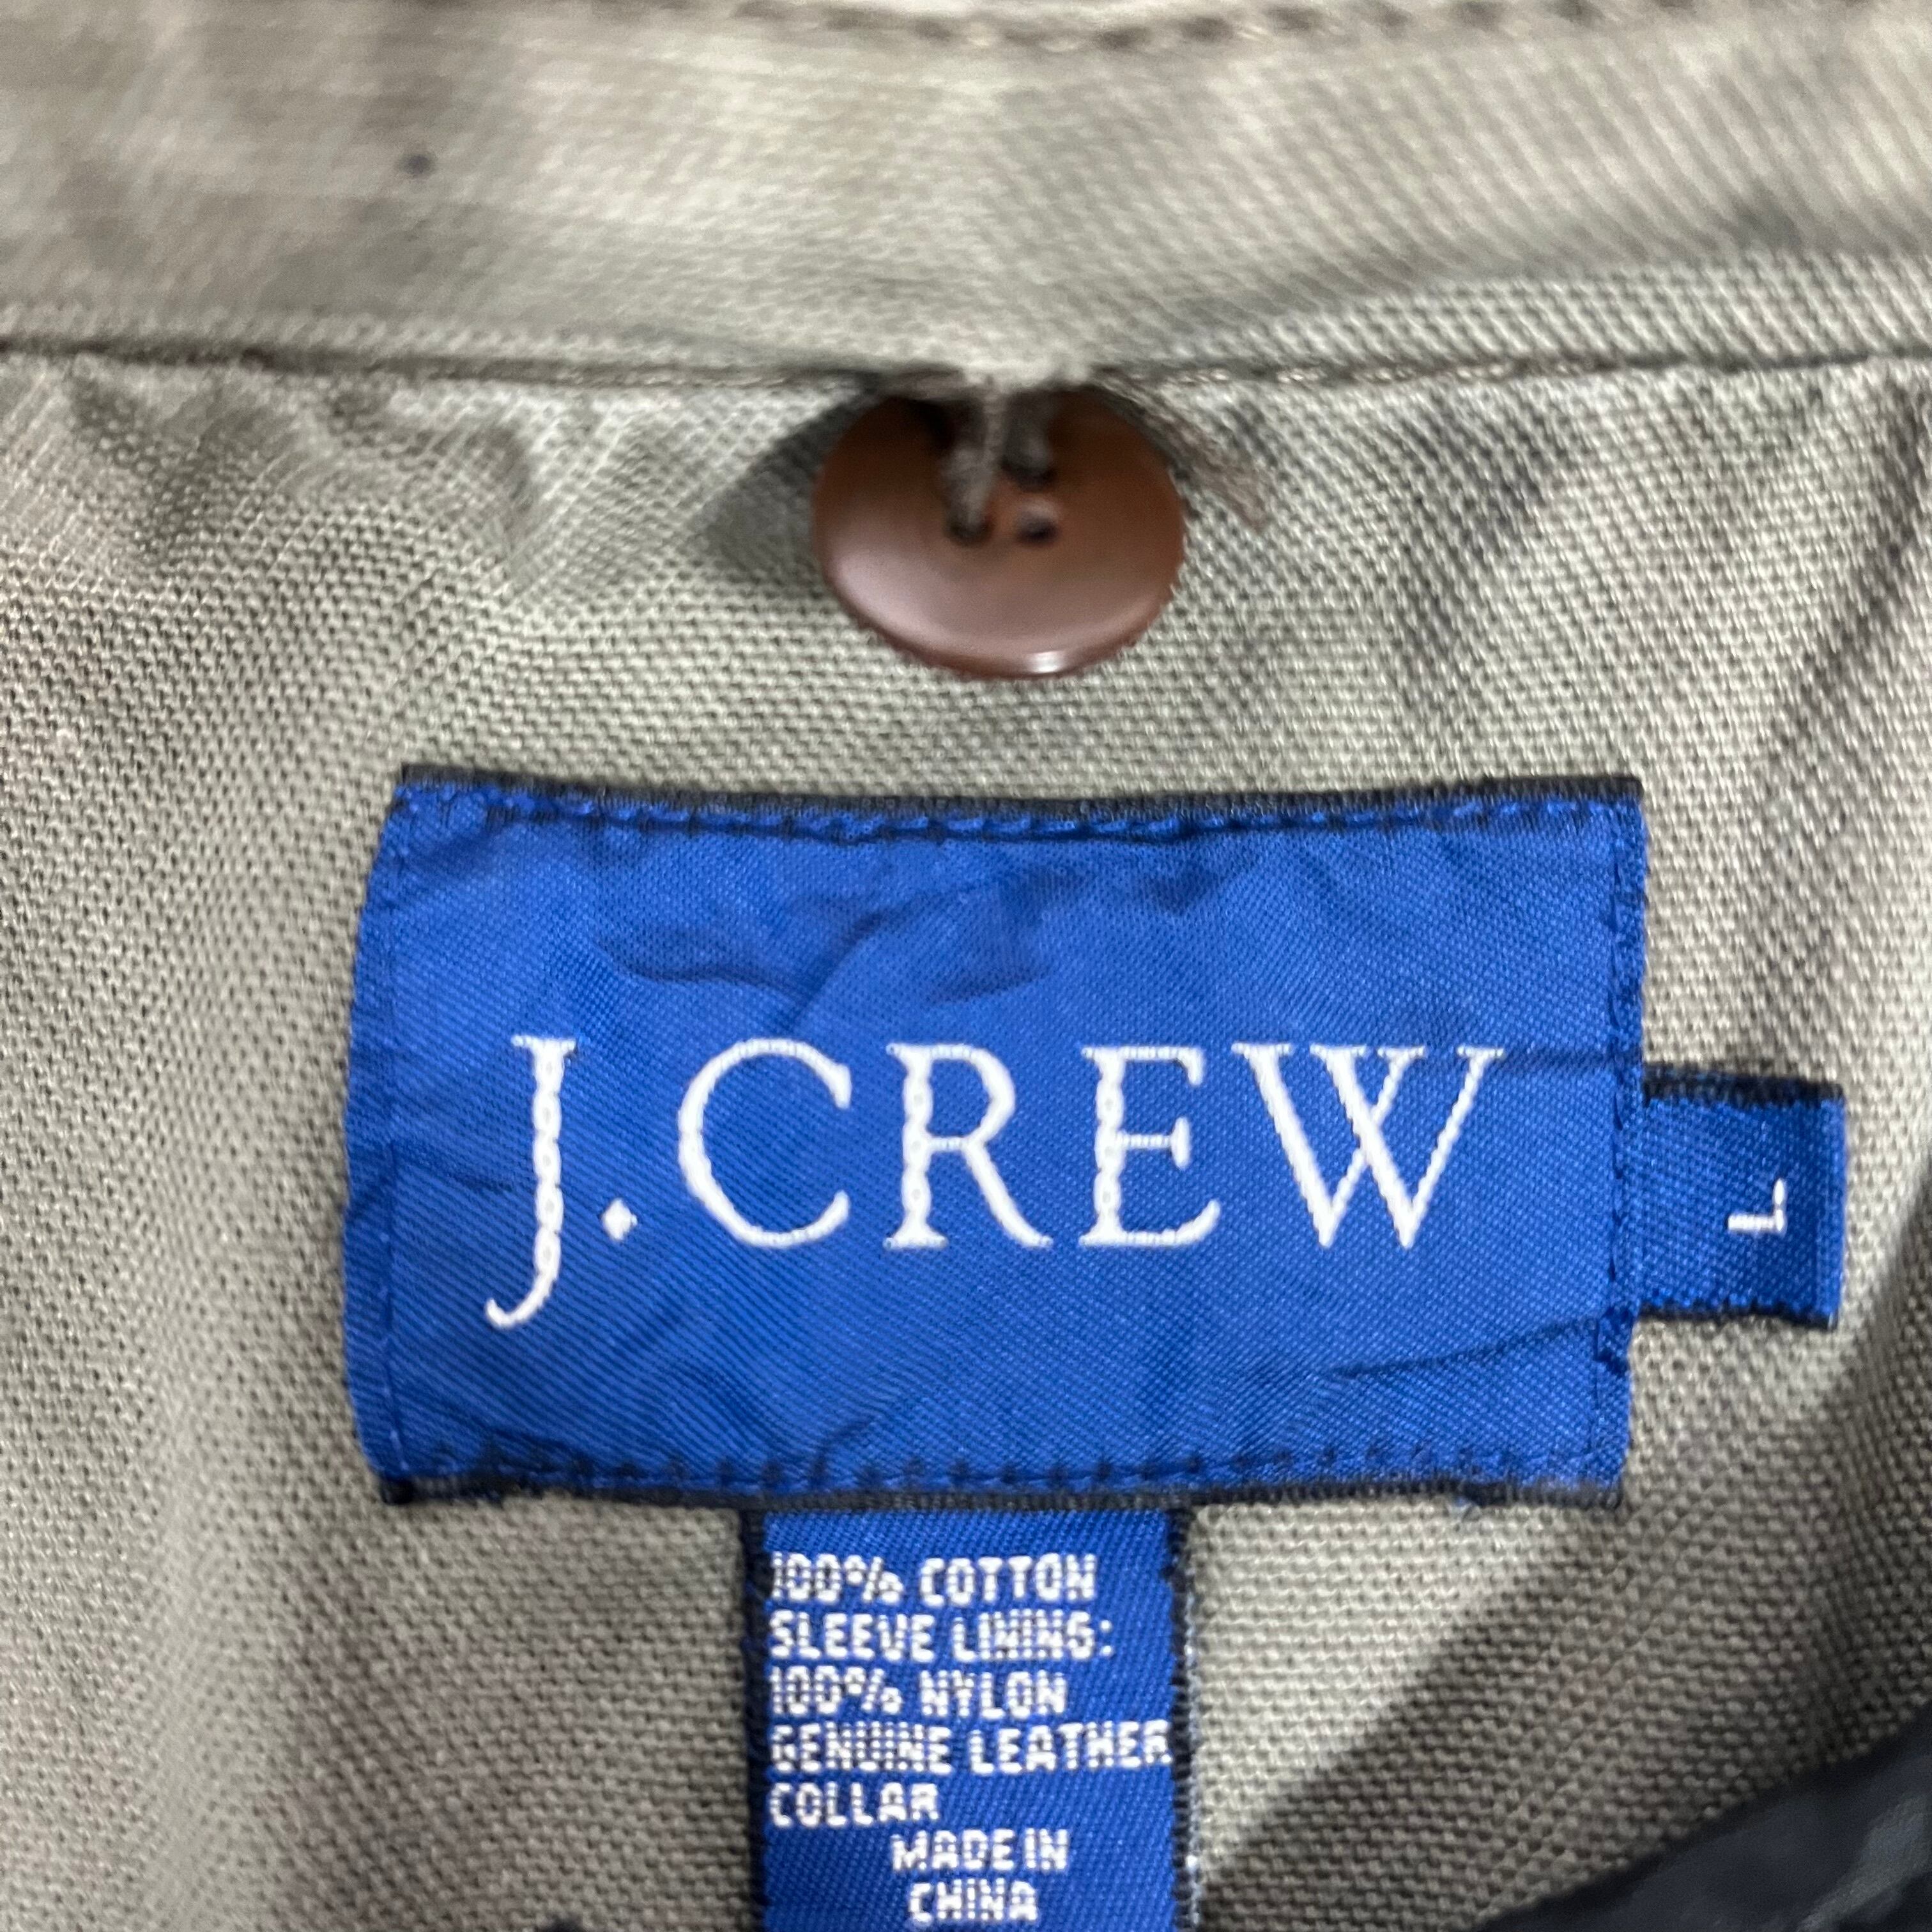 J.CREW
L
100% COTTON
SLEEVE LINING:
100% NYLON
GENUINE LEATHER
COLLAR
MADE IN
CHINA